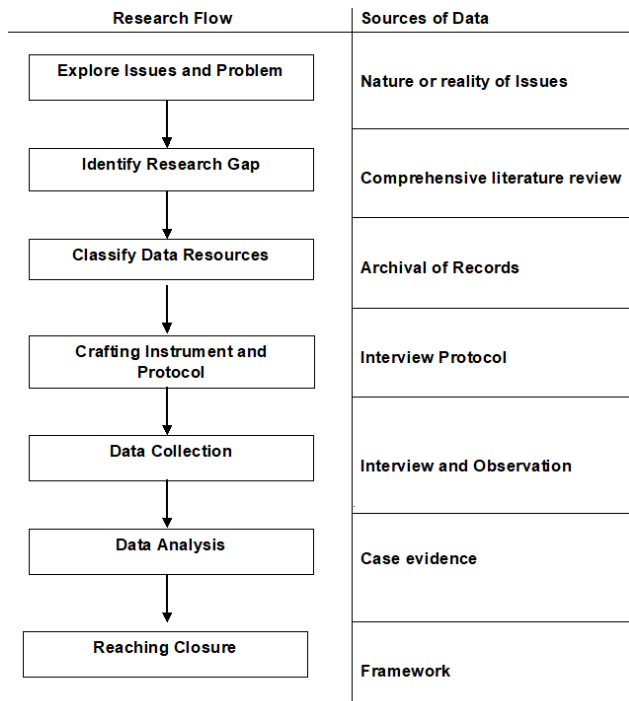 Research Flow
Sources of Data
Explore Issues and Problem
Nature or reality of Issues
Identify Research Gap
Comprehensive literature review
Classify Data Resources
Archival of Records
Crafting Instrument and
Protocol
Interview Protocol
Data Collection
Interview and Observation
Data Analysis
Case evidence
Reaching Closure
Framework